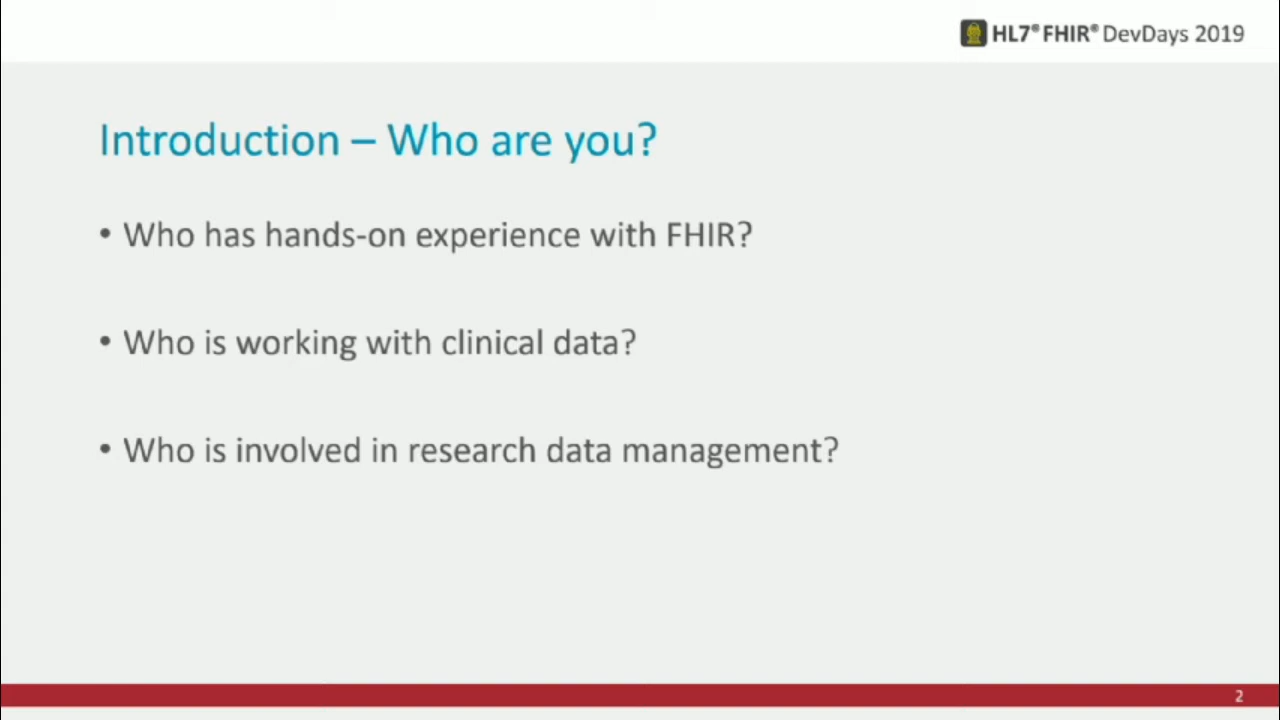 HL7® FHIR® DevDays 2019
Introduction – Who are you?
• Who has hands-on experience with FHIR?
• Who is working with clinical data?
• Who is involved in research data management?
2